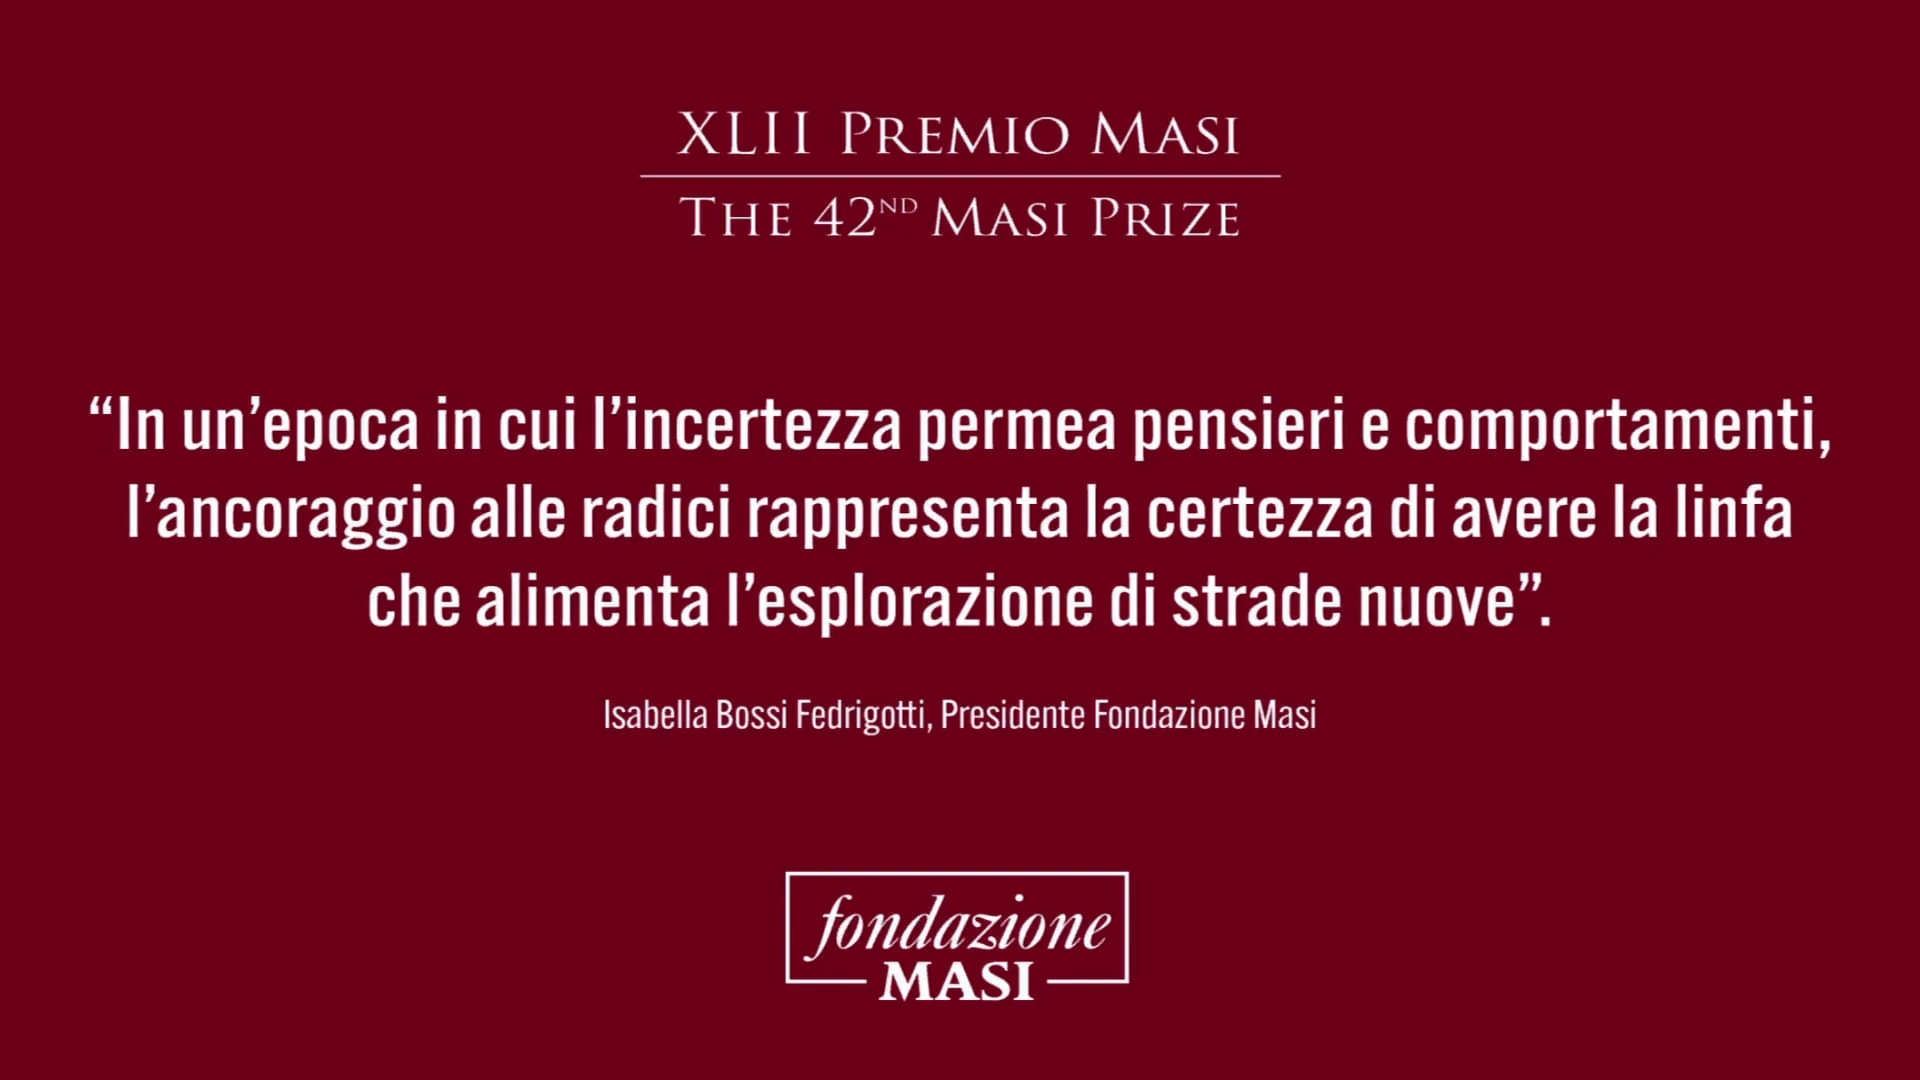 XLII PREMIO MASI
THE 42ND MASI PRIZE
“In un’epoca in cui l’incertezza permea pensieri e comportamenti,
l’ancoraggio alle radici rappresenta la certezza di avere la linfa
che alimenta l’esplorazione di strade nuove”.
Isabella Bossi Fedrigotti, Presidente Fondazione Masi
fondazione
MASI